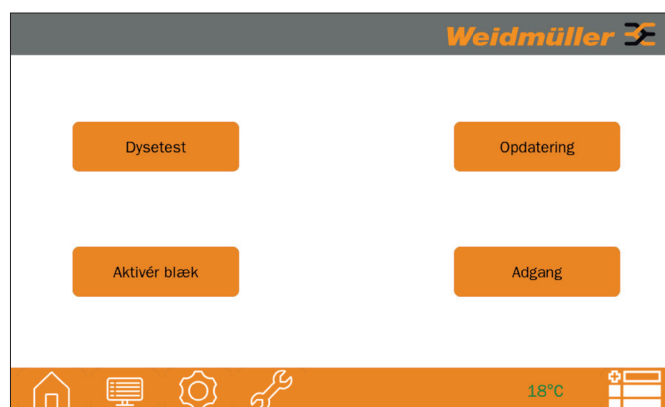 Weidmüller
Dysetest
Opdatering
Aktivér blæk
Adgang
18°C